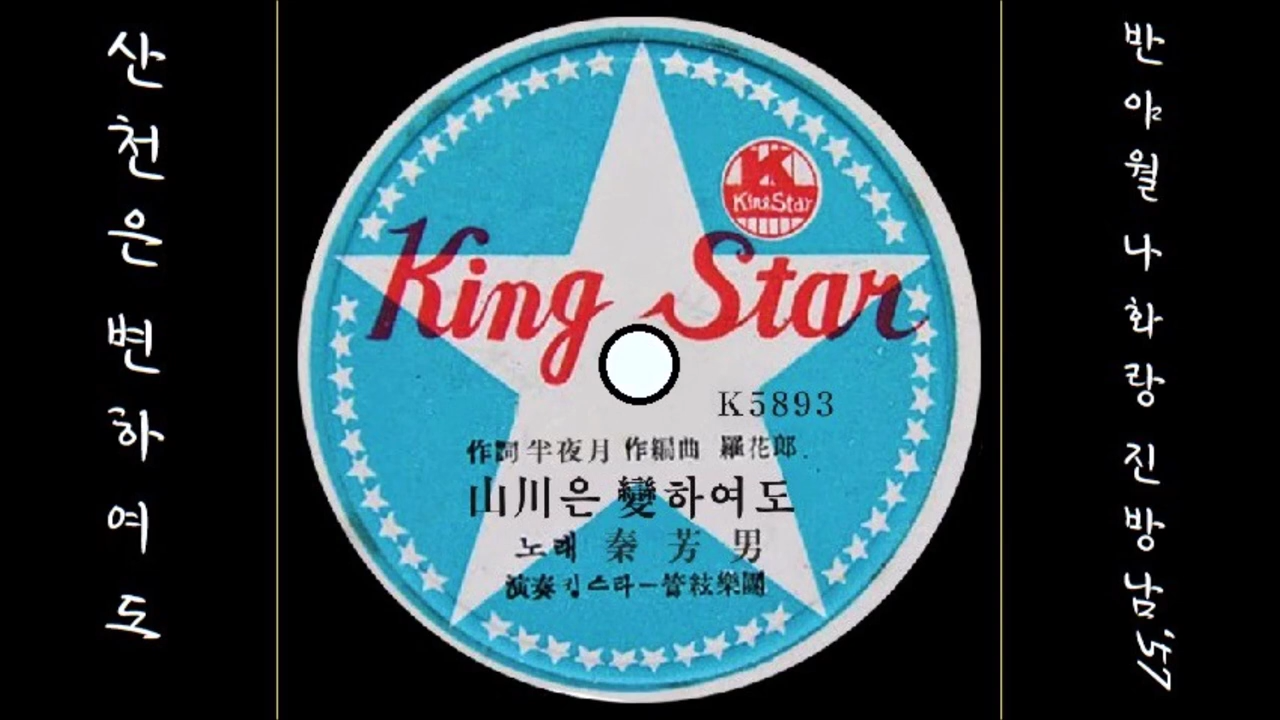 산천은변하여도
K
King Star
King Star
K5893
作詞 半夜月 作編曲 羅花郎.
山川은 變하여도
노래 秦芳男
演奏 킹스타ー管絃樂團
반야월 나화랑 진방남 '57